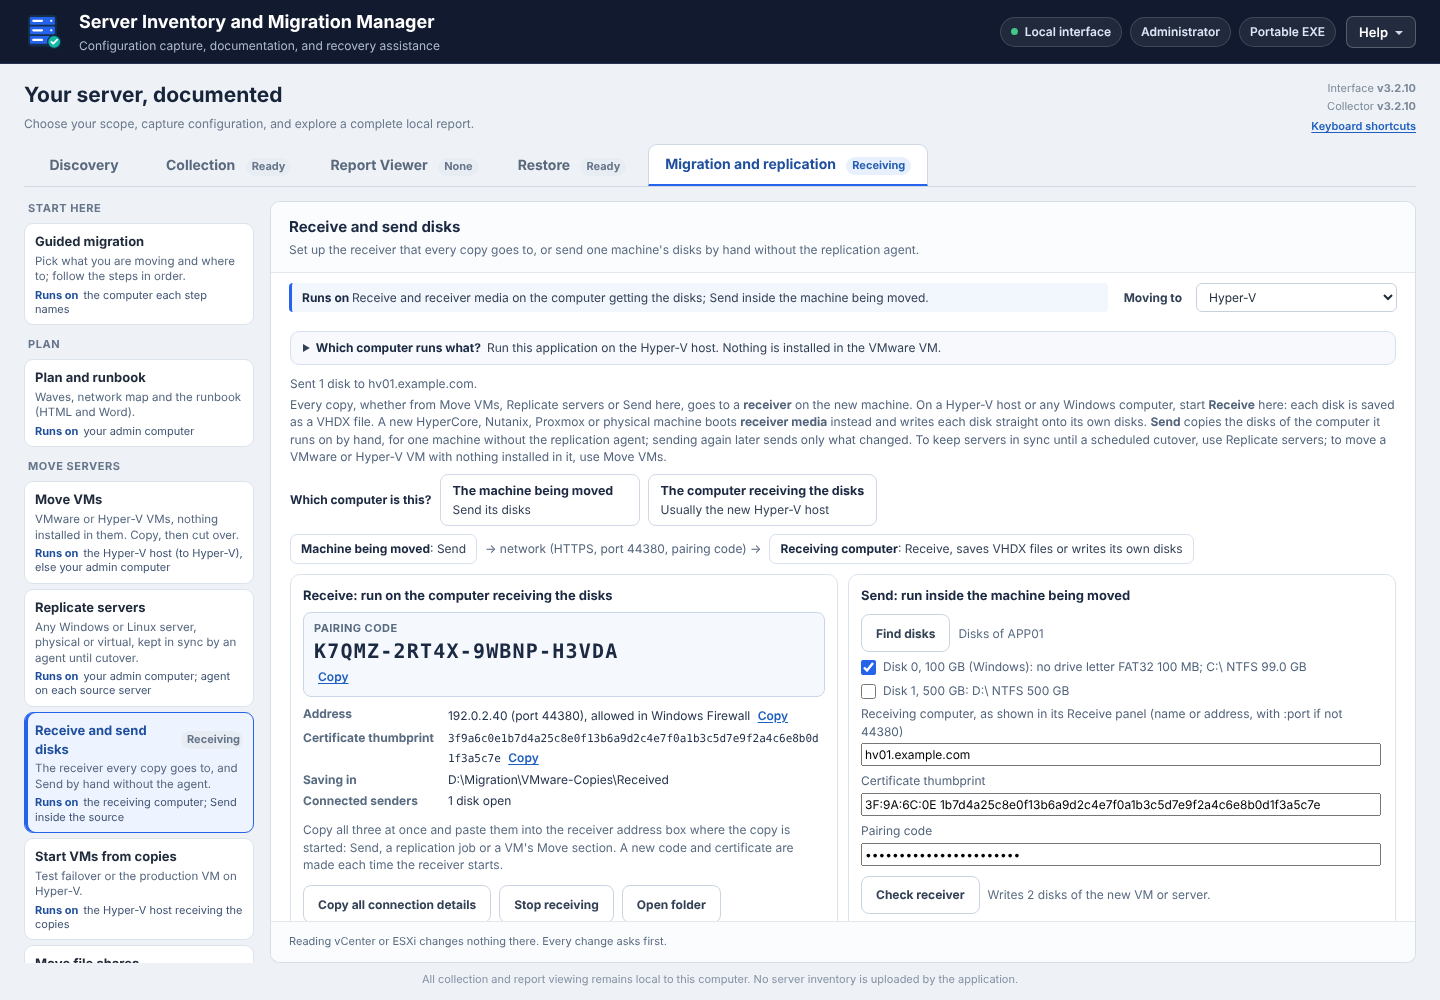 Server Inventory and Migration Manager
Configuration capture, documentation, and recovery assistance
Local interface
Administrator
Portable EXE
Help
Your server, documented
Choose your scope, capture configuration, and explore a complete local report.
Interface v3.2.10
Collector v3.2.10
Keyboard shortcuts
Discovery
Collection Ready
Report Viewer None
Restore Ready
Migration and replication Receiving
START HERE
Guided migration
Pick what you are moving and where
to; follow the steps in order.
Runs on the computer each step
names
PLAN
Plan and runbook
Waves, network map and the runbook
(HTML and Word).
Runs on your admin computer
MOVE SERVERS
Move VMs
VMware or Hyper-V VMs, nothing
installed in them. Copy, then cut over.
Runs on the Hyper-V host (to Hyper-V),
else your admin computer
Replicate servers
Any Windows or Linux server,
physical or virtual, kept in sync by an
agent until cutover.
Runs on your admin computer; agent
on each source server
Receive and send
disks
Receiving
The receiver every copy goes to, and
Send by hand without the agent.
Runs on the receiving computer; Send
inside the source
Start VMs from copies
Test failover or the production VM on
Hyper-V.
Runs on the Hyper-V host receiving the
copies
Move file shares
Receive and send disks
Set up the receiver that every copy goes to, or send one machine's disks by hand without the replication agent.
Runs on Receive and receiver media on the computer getting the disks; Send inside the machine being moved.
Moving to
Hyper-V
Which computer runs what? Run this application on the Hyper-V host. Nothing is installed in the VMware VM.
Sent 1 disk to hv01.example.com.
Every copy, whether from Move VMs, Replicate servers or Send here, goes to a receiver on the new machine. On a Hyper-V host or any Windows computer, start Receive here: each disk is saved
as a VHDX file. A new HyperCore, Nutanix, Proxmox or physical machine boots receiver media instead and writes each disk straight onto its own disks. Send copies the disks of the computer it
runs on by hand, for one machine without the replication agent; sending again later sends only what changed. To keep servers in sync until a scheduled cutover, use Replicate servers; to move a
VMware or Hyper-V VM with nothing installed in it, use Move VMs.
Which computer is this?
The machine being moved
Send its disks
The computer receiving the disks
Usually the new Hyper-V host
Machine being moved: Send
→ network (HTTPS, port 44380, pairing code) →
Receiving computer: Receive, saves VHDX files or writes its own disks
Receive: run on the computer receiving the disks
PAIRING CODE
K7QMZ-2RT4X-9WBNP-H3VDA
Copy
Address
192.0.2.40 (port 44380), allowed in Windows Firewall Copy
Certificate thumbprint
3f9a6c0e1b7d4a25c8e0f13b6a9d2c4e7f0a1b3c5d7e9f2a4c6e8b0d
1f3a5c7e Copy
Saving in
D:\Migration\VMware-Copies\Received
Connected senders
1 disk open
Copy all three at once and paste them into the receiver address box where the copy is
started: Send, a replication job or a VM's Move section. A new code and certificate are
made each time the receiver starts.
Copy all connection details
Stop receiving
Open folder
Send: run inside the machine being moved
Find disks
Disks of APP01
Disk 0, 100 GB (Windows): no drive letter FAT32 100 MB; C:\ NTFS 99.0 GB
Disk 1, 500 GB: D:\ NTFS 500 GB
Receiving computer, as shown in its Receive panel (name or address, with :port if not
44380)
hv01.example.com
Certificate thumbprint
3F:9A:6C:0E 1b7d4a25c8e0f13b6a9d2c4e7f0a1b3c5d7e9f2a4c6e8b0d1f3a5c7e
Pairing code
•••••••••••••••••••••••
Check receiver
Writes 2 disks of the new VM or server.
Reading vCenter or ESXi changes nothing there. Every change asks first.
All collection and report viewing remains local to this computer. No server inventory is uploaded by the application.